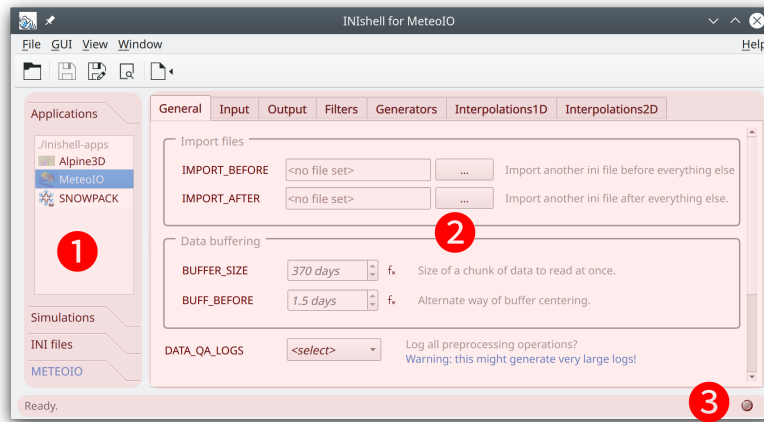 INIshell for MeteoIO
File GUI View Window Help
Applications
./inishell-apps
Alpine3D
MeteoIO
SNOWPACK
1
Simulations
INI files
METEOIO
General Input Output Filters Generators Interpolations1D Interpolations2D
Import files
IMPORT_BEFORE <no file set> ... Import another ini file before everything else
IMPORT_AFTER <no file set> ... Import another ini file after everything else.
2
Data buffering
BUFFER_SIZE 370 days fx Size of a chunk of data to read at once.
BUFF_BEFORE 1.5 days fx Alternate way of buffer centering.
DATA_QA_LOGS <select> Log all preprocessing operations?
Warning: this might generate very large logs!
Ready. 3